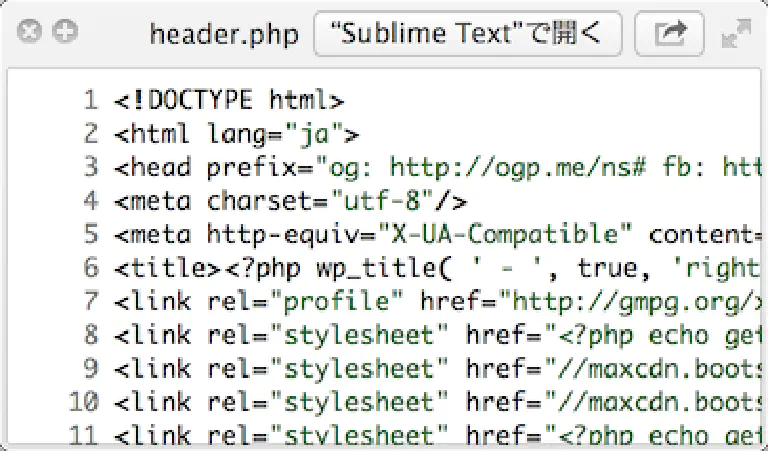 header.php “Sublime Text”で開く
1 <!DOCTYPE html>
2 <html lang="ja">
3 <head prefix="og: http://ogp.me/ns# fb: htt
4 <meta charset="utf-8"/>
5 <meta http-equiv="X-UA-Compatible" content=
6 <title><?php wp_title( ' - ', true, 'right
7 <link rel="profile" href="http://gmpg.org/x
8 <link rel="stylesheet" href="<?php echo get
9 <link rel="stylesheet" href="//maxcdn.boots
10 <link rel="stylesheet" href="//maxcdn.boots
11 <link rel="stylesheet" href="<?php echo get